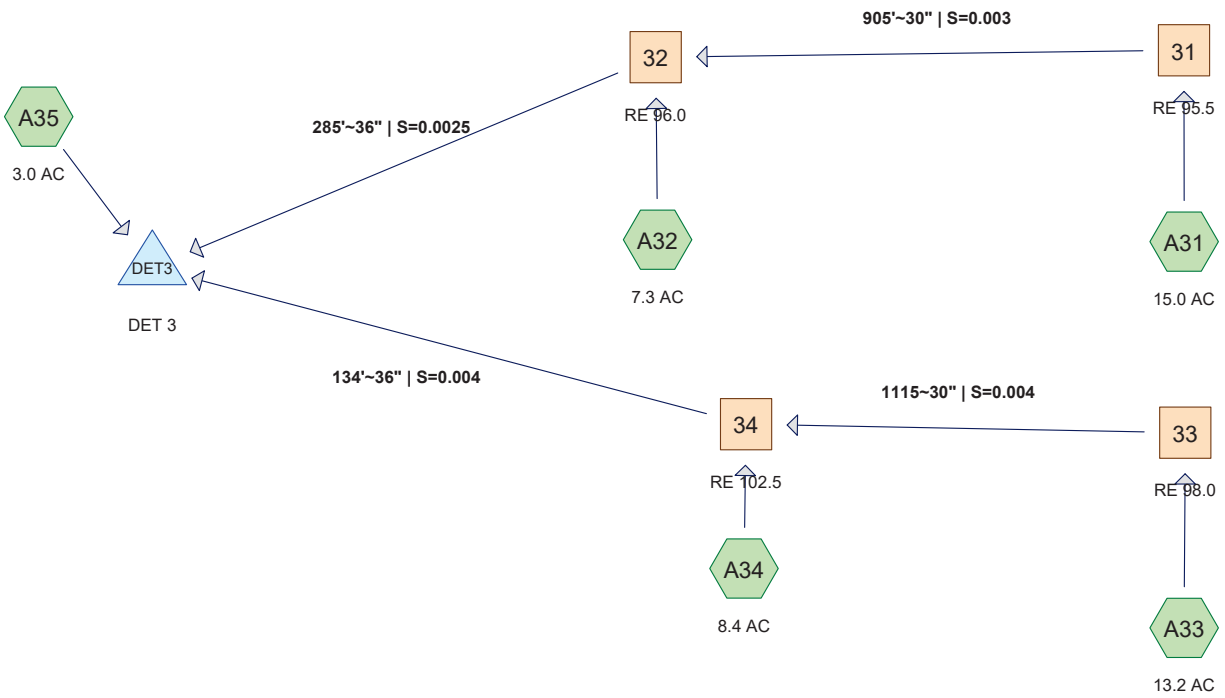 905'~30" | S=0.003
32
31
RE 96.0
RE 95.5
A35
3.0 AC
285'~36" | S=0.0025
A32
7.3 AC
A31
15.0 AC
DET3
DET 3
134'~36" | S=0.004
1115~30" | S=0.004
34
33
RE 102.5
RE 98.0
A34
8.4 AC
A33
13.2 AC